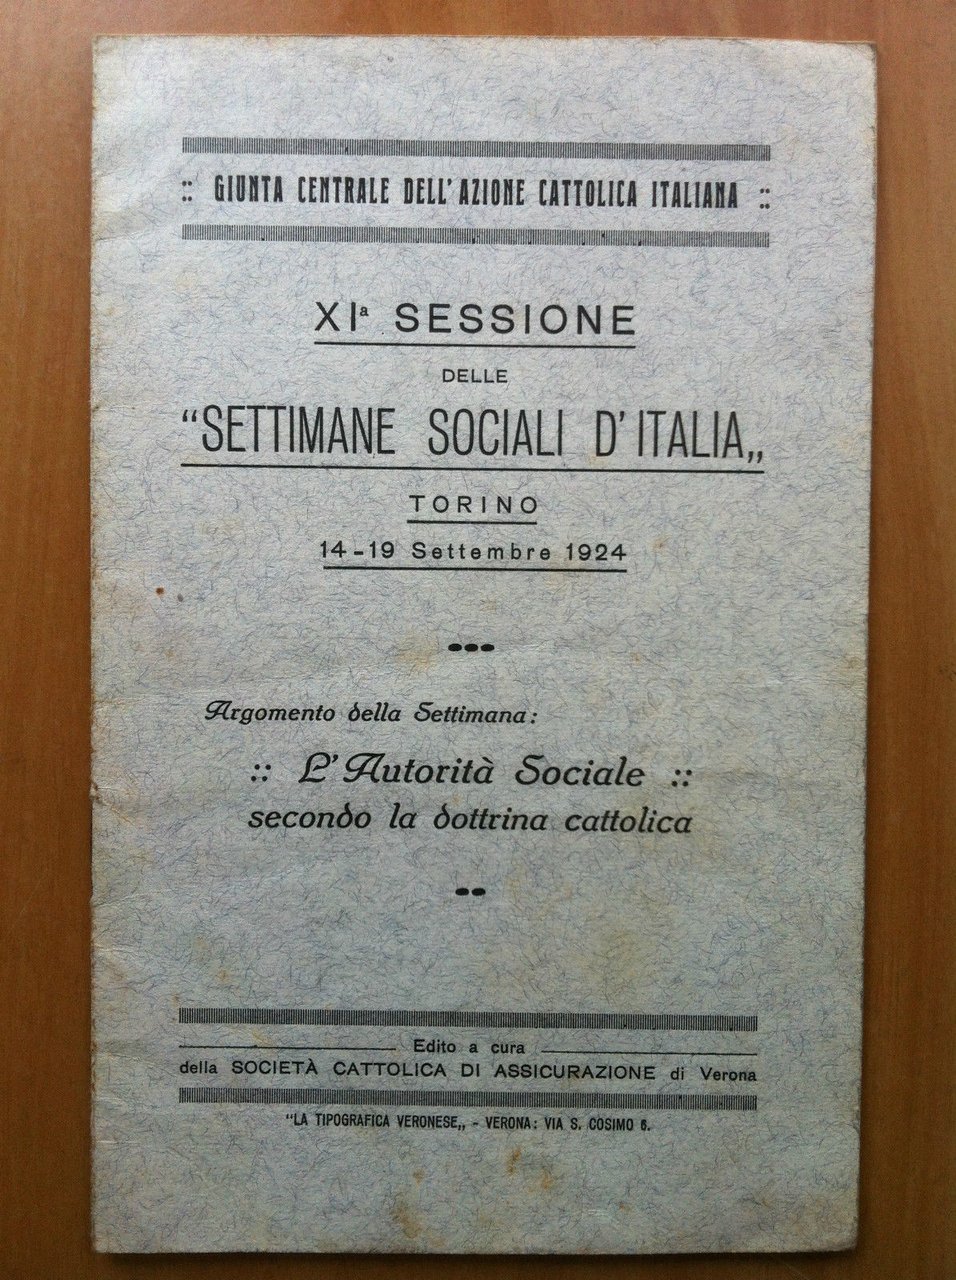 :: GIUNTA CENTRALE DELL'AZIONE CATTOLICA ITALIANA ::
XIª SESSIONE
DELLE
“SETTIMANE SOCIALI D'ITALIA„
TORINO
14-19 Settembre 1924
Argomento della Settimana:
:: L'Autorità Sociale ::
secondo la dottrina cattolica
Edito a cura
della SOCIETÀ CATTOLICA DI ASSICURAZIONE di Verona
“LA TIPOGRAFICA VERONESE„ - VERONA: VIA S. COSIMO 6.